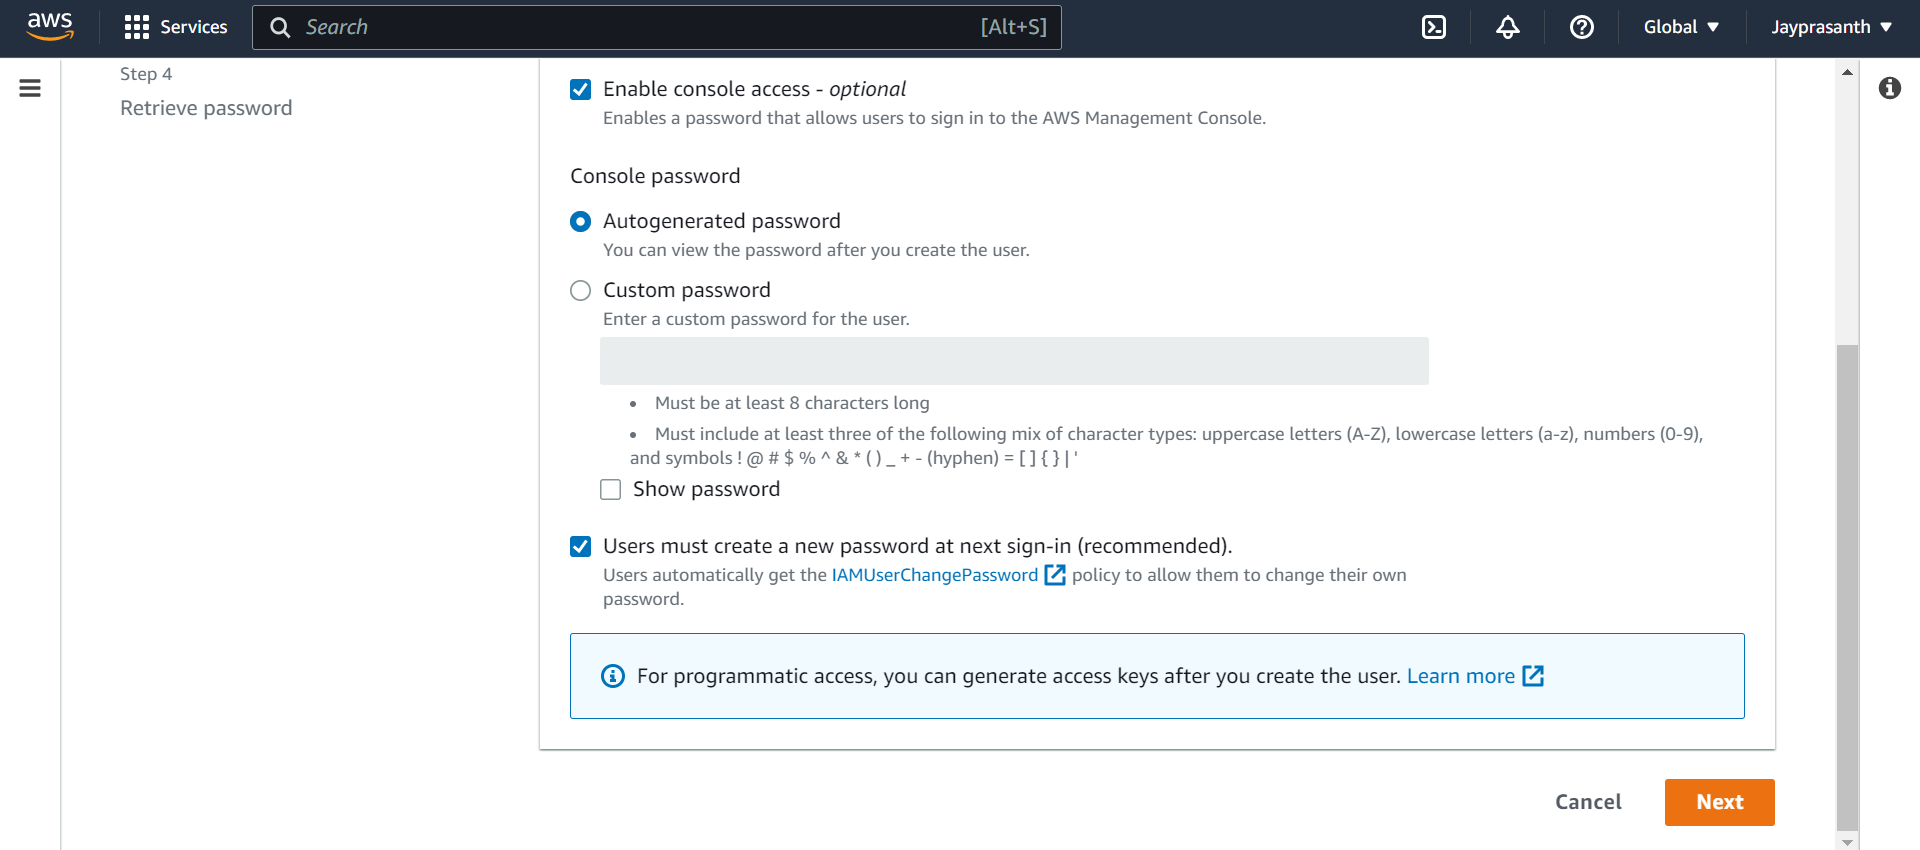 aws
Services
Search
[Alt+S]
Global
Jayprasanth
Step 4
Retrieve password
Enable console access - optional
Enables a password that allows users to sign in to the AWS Management Console.
Console password
Autogenerated password
You can view the password after you create the user.
Custom password
Enter a custom password for the user.
• Must be at least 8 characters long
• Must include at least three of the following mix of character types: uppercase letters (A-Z), lowercase letters (a-z), numbers (0-9),
and symbols ! @ # $ % ^ & * ( ) _ + - (hyphen) = [ ] { } | '
Show password
Users must create a new password at next sign-in (recommended).
Users automatically get the IAMUserChangePassword policy to allow them to change their own
password.
For programmatic access, you can generate access keys after you create the user. Learn more
Cancel
Next